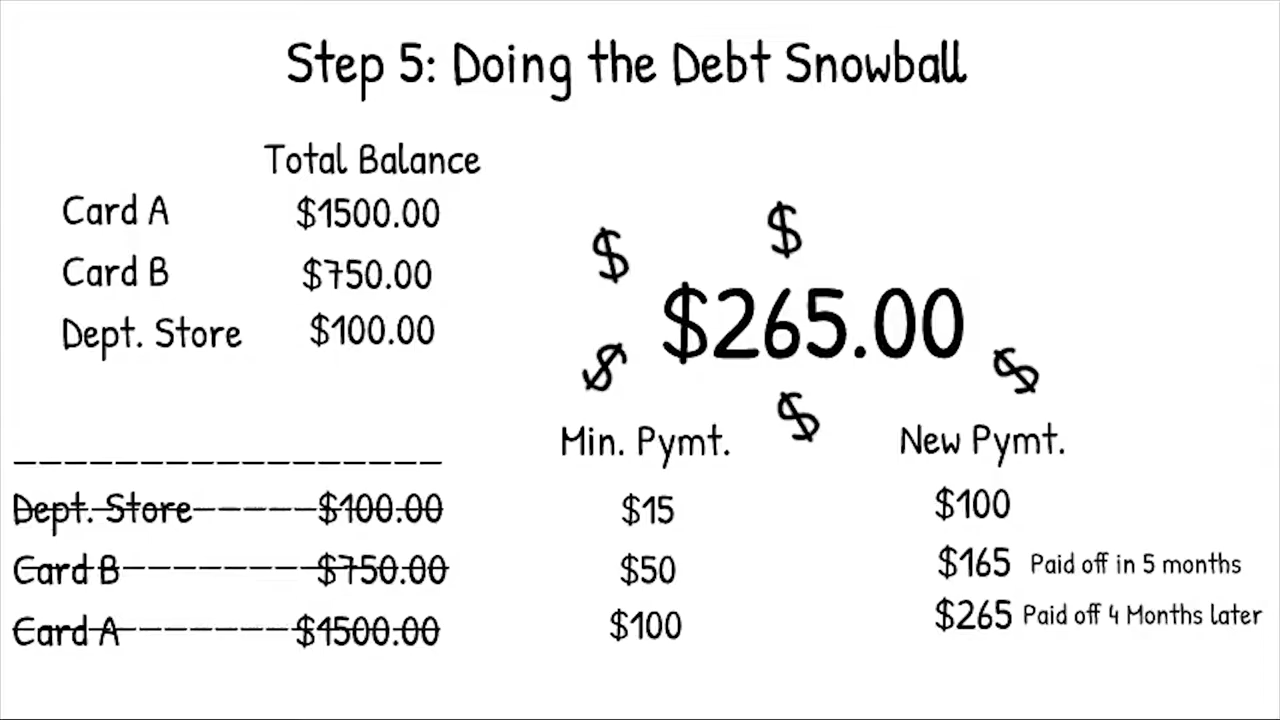 Step 5: Doing the Debt Snowball
Total Balance
Card A $1500.00
Card B $750.00
Dept. Store $100.00
$ $
$265.00
$ $ $
Min. Pymt. New Pymt.
Dept. Store $100.00 $15 $100
Card B $750.00 $50 $165 Paid off in 5 months
Card A $1500.00 $100 $265 Paid off 4 Months later